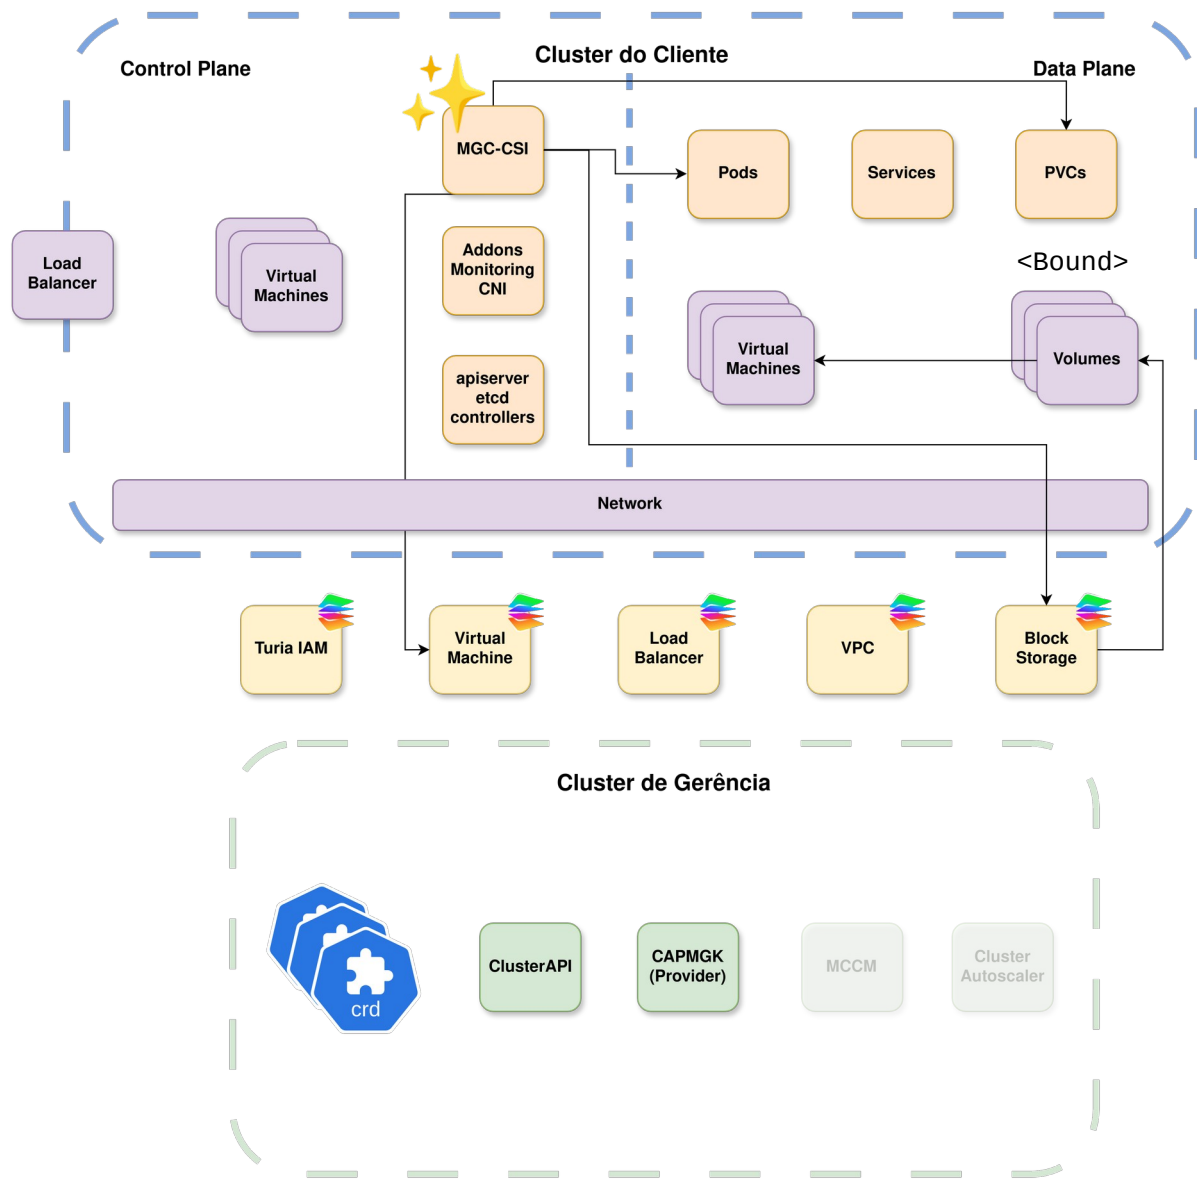 Cluster do Cliente
Control Plane
Data Plane
MGC-CSI
Pods
Services
PVCs
Load
Balancer
Virtual
Machines
Addons
Monitoring
CNI
<Bound>
Virtual
Machines
Volumes
apiserver
etcd
controllers
Network
Turia IAM
Virtual
Machine
Load
Balancer
VPC
Block
Storage
Cluster de Gerência
crd
ClusterAPI
CAPMGK
(Provider)
MCCM
Cluster
Autoscaler